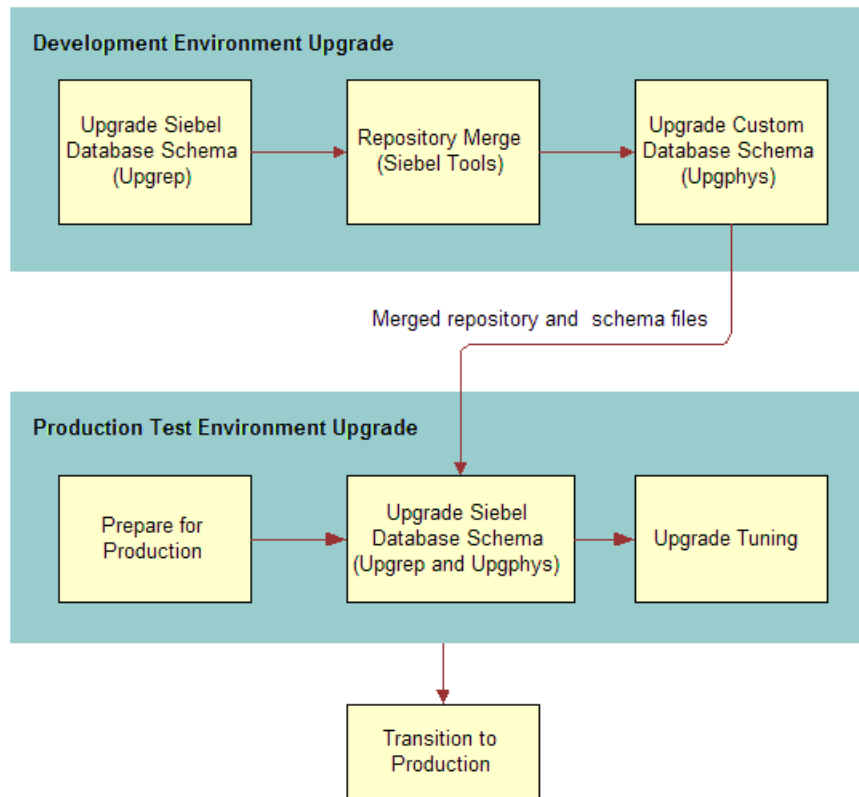 Development Environment Upgrade
Upgrade Siebel
Database Schema
(Upgrep)
Repository Merge
(Siebel Tools)
Upgrade Custom
Database Schema
(Upgphys)
Merged repository and schema files
Production Test Environment Upgrade
Prepare for
Production
Upgrade Siebel
Database Schema
(Upgrep and Upgphys)
Upgrade Tuning
Transition to
Production